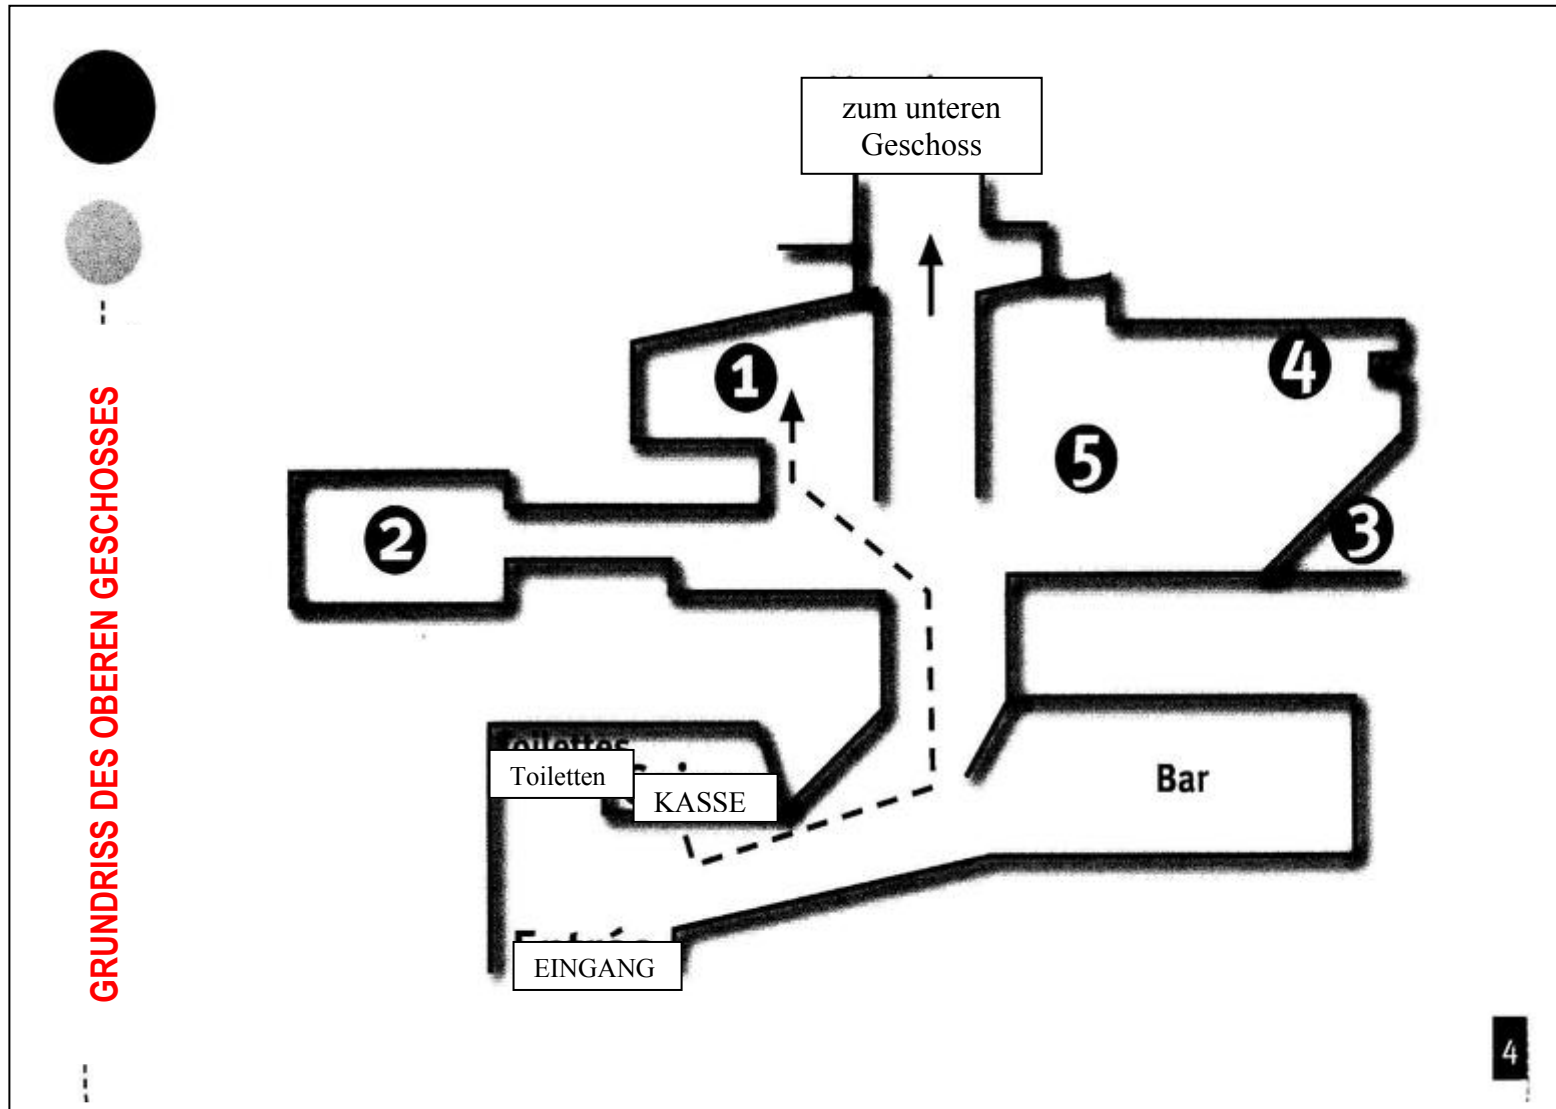 zum unteren
Geschoss
GRUNDRISS DES OBEREN GESCHOSSES
1
4
5
2
3
Toiletten
KASSE
Bar
EINGANG
4